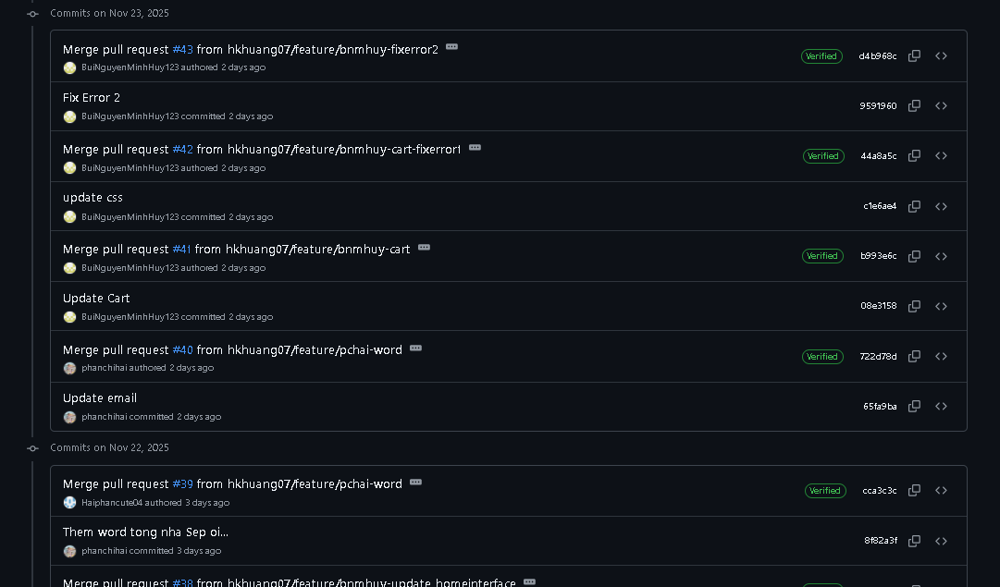 Commits on Nov 23, 2025
Merge pull request #43 from hkhuang07/feature/bnmhuy-fixerror2
Verified d4b968c
BuiNguyenMinhHuy123 authored 2 days ago
Fix Error 2
9591960
BuiNguyenMinhHuy123 committed 2 days ago
Merge pull request #42 from hkhuang07/feature/bnmhuy-cart-fixerror1
Verified 44a8a5c
BuiNguyenMinhHuy123 authored 2 days ago
update css
c1e6ae4
BuiNguyenMinhHuy123 committed 2 days ago
Merge pull request #41 from hkhuang07/feature/bnmhuy-cart
Verified b993e6c
BuiNguyenMinhHuy123 authored 2 days ago
Update Cart
08e3158
BuiNguyenMinhHuy123 committed 2 days ago
Merge pull request #40 from hkhuang07/feature/pchai-word
Verified 722d78d
phanchihai authored 2 days ago
Update email
65fa9ba
phanchihai committed 2 days ago
Commits on Nov 22, 2025
Merge pull request #39 from hkhuang07/feature/pchai-word
Verified cca3c3c
Haiphancute04 authored 3 days ago
Them word tong nha Sep oi...
8f82a3f
phanchihai committed 3 days ago
Merge pull request #38 from hkhuang07/feature/bnmhuy-update_homeinterface